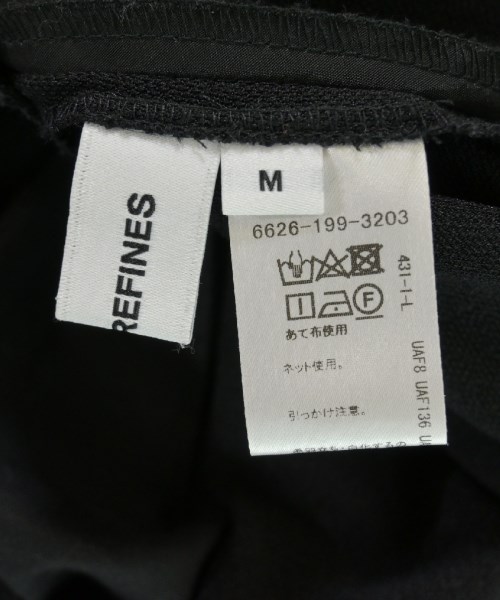 REFINES
M
6626-199-3203
F
あて布使用
ネット使用。
引っかけ注意。
431-1-L
UAF8 UAF136